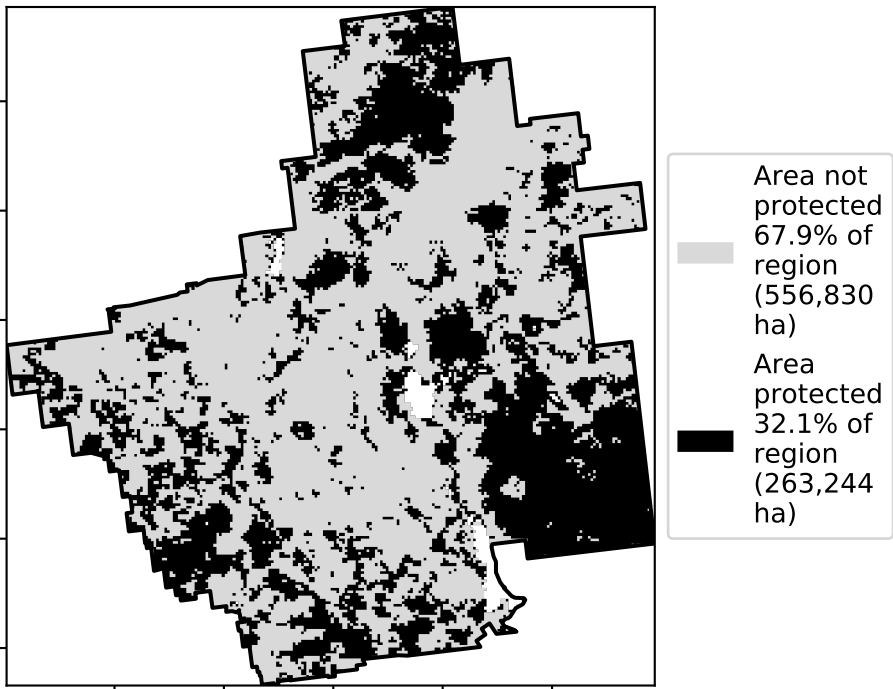 Area not
protected
67.9% of
region
(556,830
ha)
Area
protected
32.1% of
region
(263,244
ha)